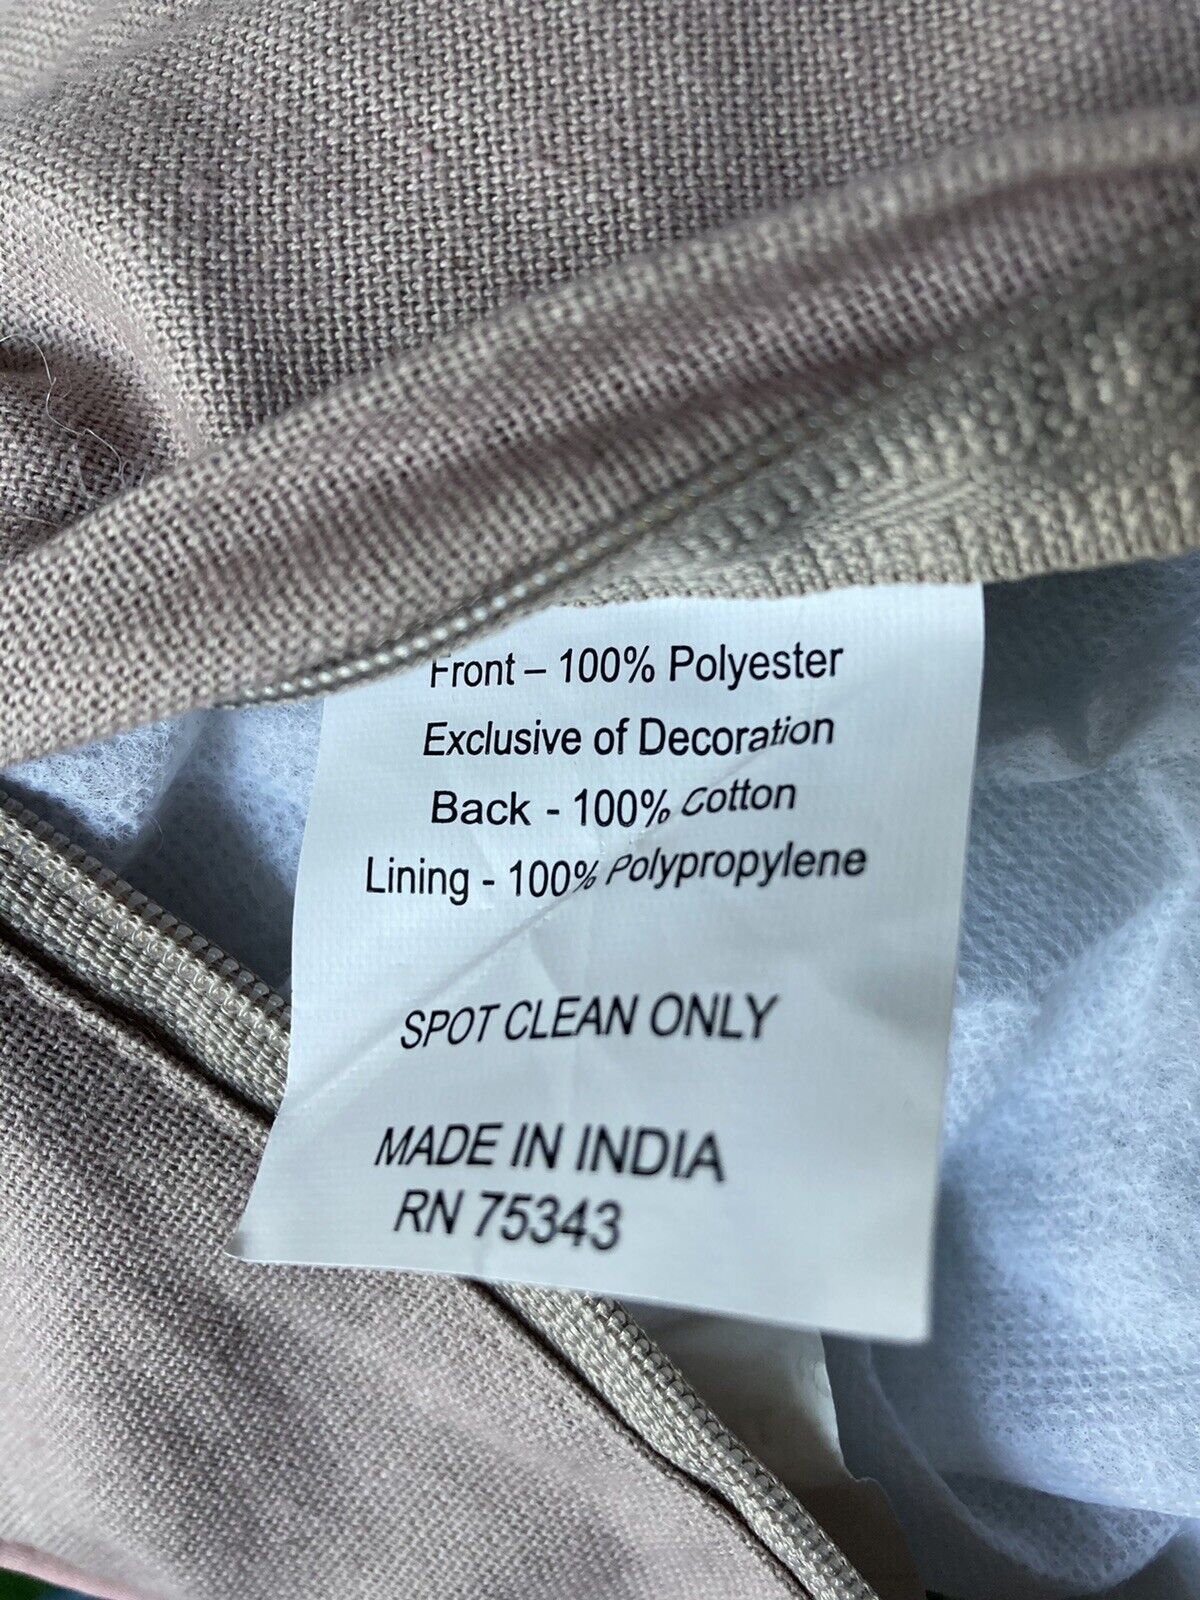 Front – 100% Polyester
Exclusive of Decoration
Back - 100% Cotton
Lining - 100% Polypropylene
SPOT CLEAN ONLY
MADE IN INDIA
RN 75343